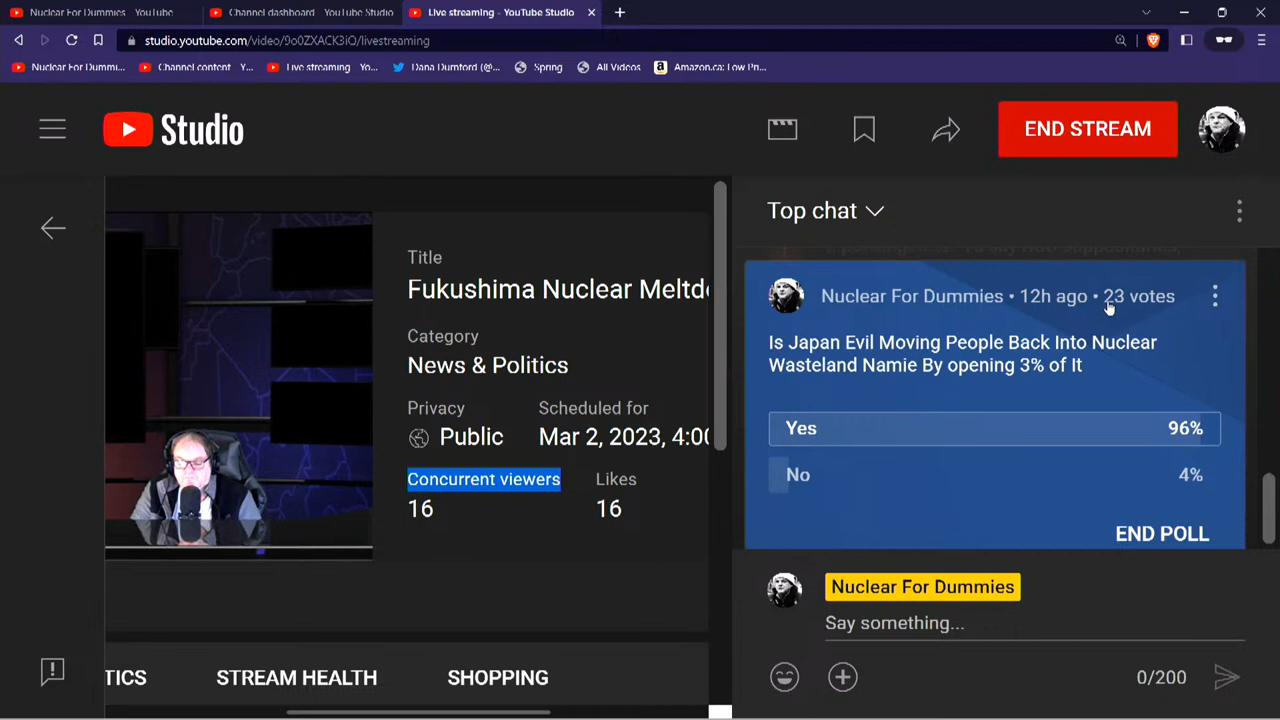 Nuclear For Dummies YouTube
Channel dashboard YouTube Studio
Live streaming - YouTube Studio
studio.youtube.com/video/9o0ZXACK3iQ/livestreaming
Nuclear For Dummi...
Channel content Y...
Live streaming Yo...
Dana Durnford (@...
Spring
All Videos
Amazon.ca: Low Pri...
Studio
END STREAM
Top chat
Title
Fukushima Nuclear Meltd
Category
News & Politics
Privacy
Scheduled for
Public
Mar 2, 2023, 4:00
Concurrent viewers
Likes
16
16
Nuclear For Dummies • 12h ago • 23 votes
Is Japan Evil Moving People Back Into Nuclear
Wasteland Namie By opening 3% of It
Yes 96%
No 4%
END POLL
Nuclear For Dummies
Say something...
0/200
TICS
STREAM HEALTH
SHOPPING